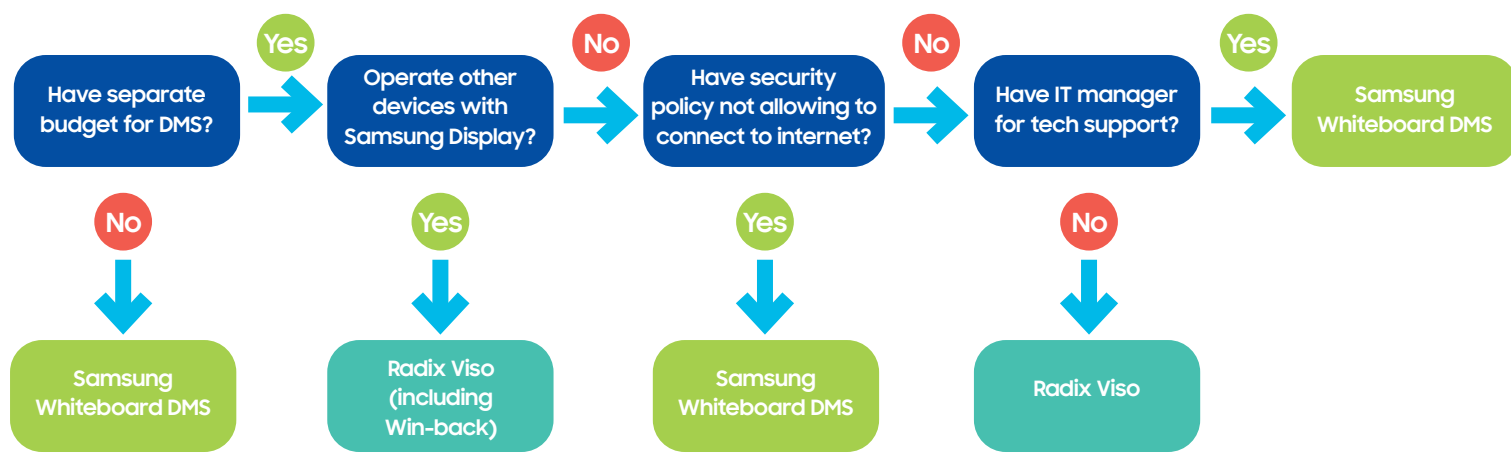 Yes
No
No
Yes
Have separate
budget for DMS?
Operate other
devices with
Samsung Display?
Have security
policy not allowing to
connect to internet?
Have IT manager
for tech support?
Samsung
Whiteboard DMS
No
Yes
Yes
No
Samsung
Whiteboard DMS
Radix Viso
(including
Win-back)
Samsung
Whiteboard DMS
Radix Viso